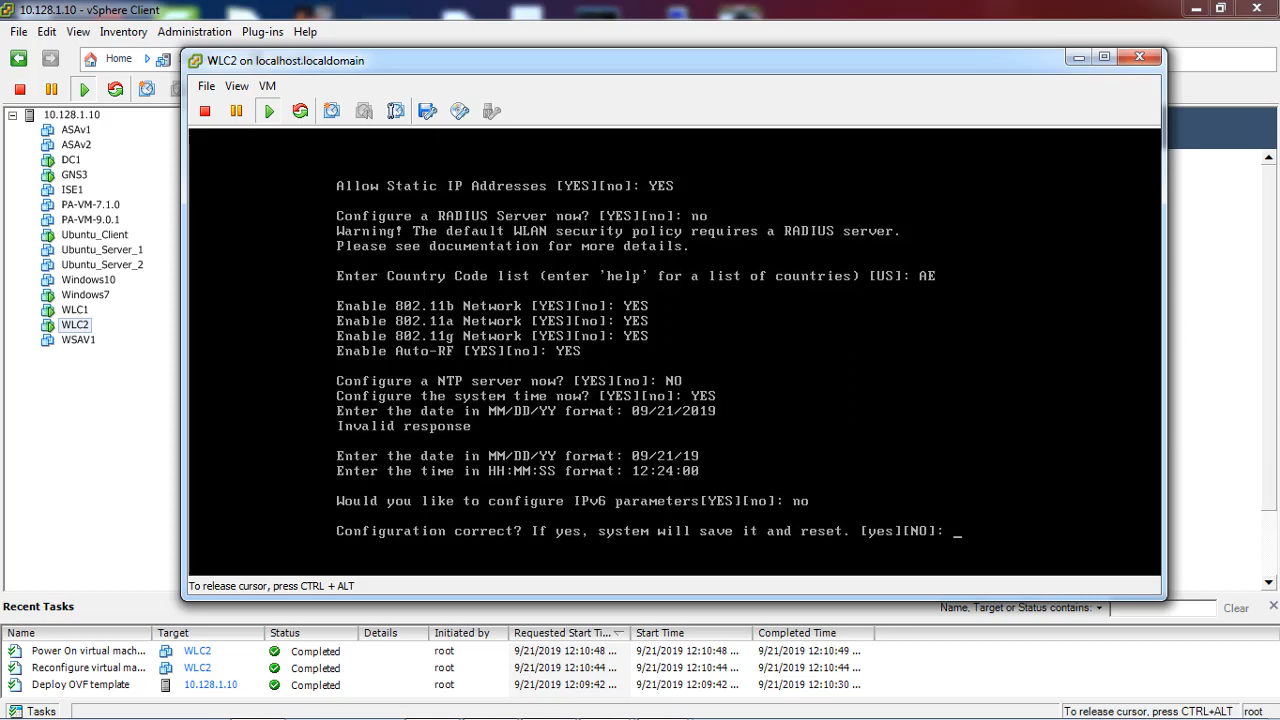 10.128.1.10 - vSphere Client
File Edit View Inventory Administration Plug-ins Help
Home
10.128.1.10
ASAv1
ASAv2
DC1
GNS3
ISE1
PA-VM-7.1.0
PA-VM-9.0.1
Ubuntu_Client
Ubuntu_Server_1
Ubuntu_Server_2
Windows10
Windows7
WLC1
WLC2
WSAV1
WLC2 on localhost.localdomain
File View VM
Allow Static IP Addresses [YES][no]: YES
Configure a RADIUS Server now? [YES][no]: no
Warning! The default WLAN security policy requires a RADIUS server.
Please see documentation for more details.
Enter Country Code list (enter 'help' for a list of countries) [US]: AE
Enable 802.11b Network [YES][no]: YES
Enable 802.11a Network [YES][no]: YES
Enable 802.11g Network [YES][no]: YES
Enable Auto-RF [YES][no]: YES
Configure a NTP server now? [YES][no]: NO
Configure the system time now? [YES][no]: YES
Enter the date in MM/DD/YY format: 09/21/2019
Invalid response
Enter the date in MM/DD/YY format: 09/21/19
Enter the time in HH:MM:SS format: 12:24:00
Would you like to configure IPv6 parameters[YES][no]: no
Configuration correct? If yes, system will save it and reset. [yes][NO]: _
To release cursor, press CTRL + ALT
Recent Tasks
Name, Target or Status contains: Clear
Name Target Status Details Initiated by Requested Start Ti... Start Time Completed Time
Power On virtual mach... WLC2 Completed root 9/21/2019 12:10:48 ... 9/21/2019 12:10:48 ... 9/21/2019 12:10:49 ...
Reconfigure virtual ma... WLC2 Completed root 9/21/2019 12:10:44 ... 9/21/2019 12:10:44 ... 9/21/2019 12:10:44 ...
Deploy OVF template 10.128.1.10 Completed root 9/21/2019 12:09:42 ... 9/21/2019 12:09:42 ... 9/21/2019 12:10:30 ...
Tasks To release cursor, press CTRL+ALT root